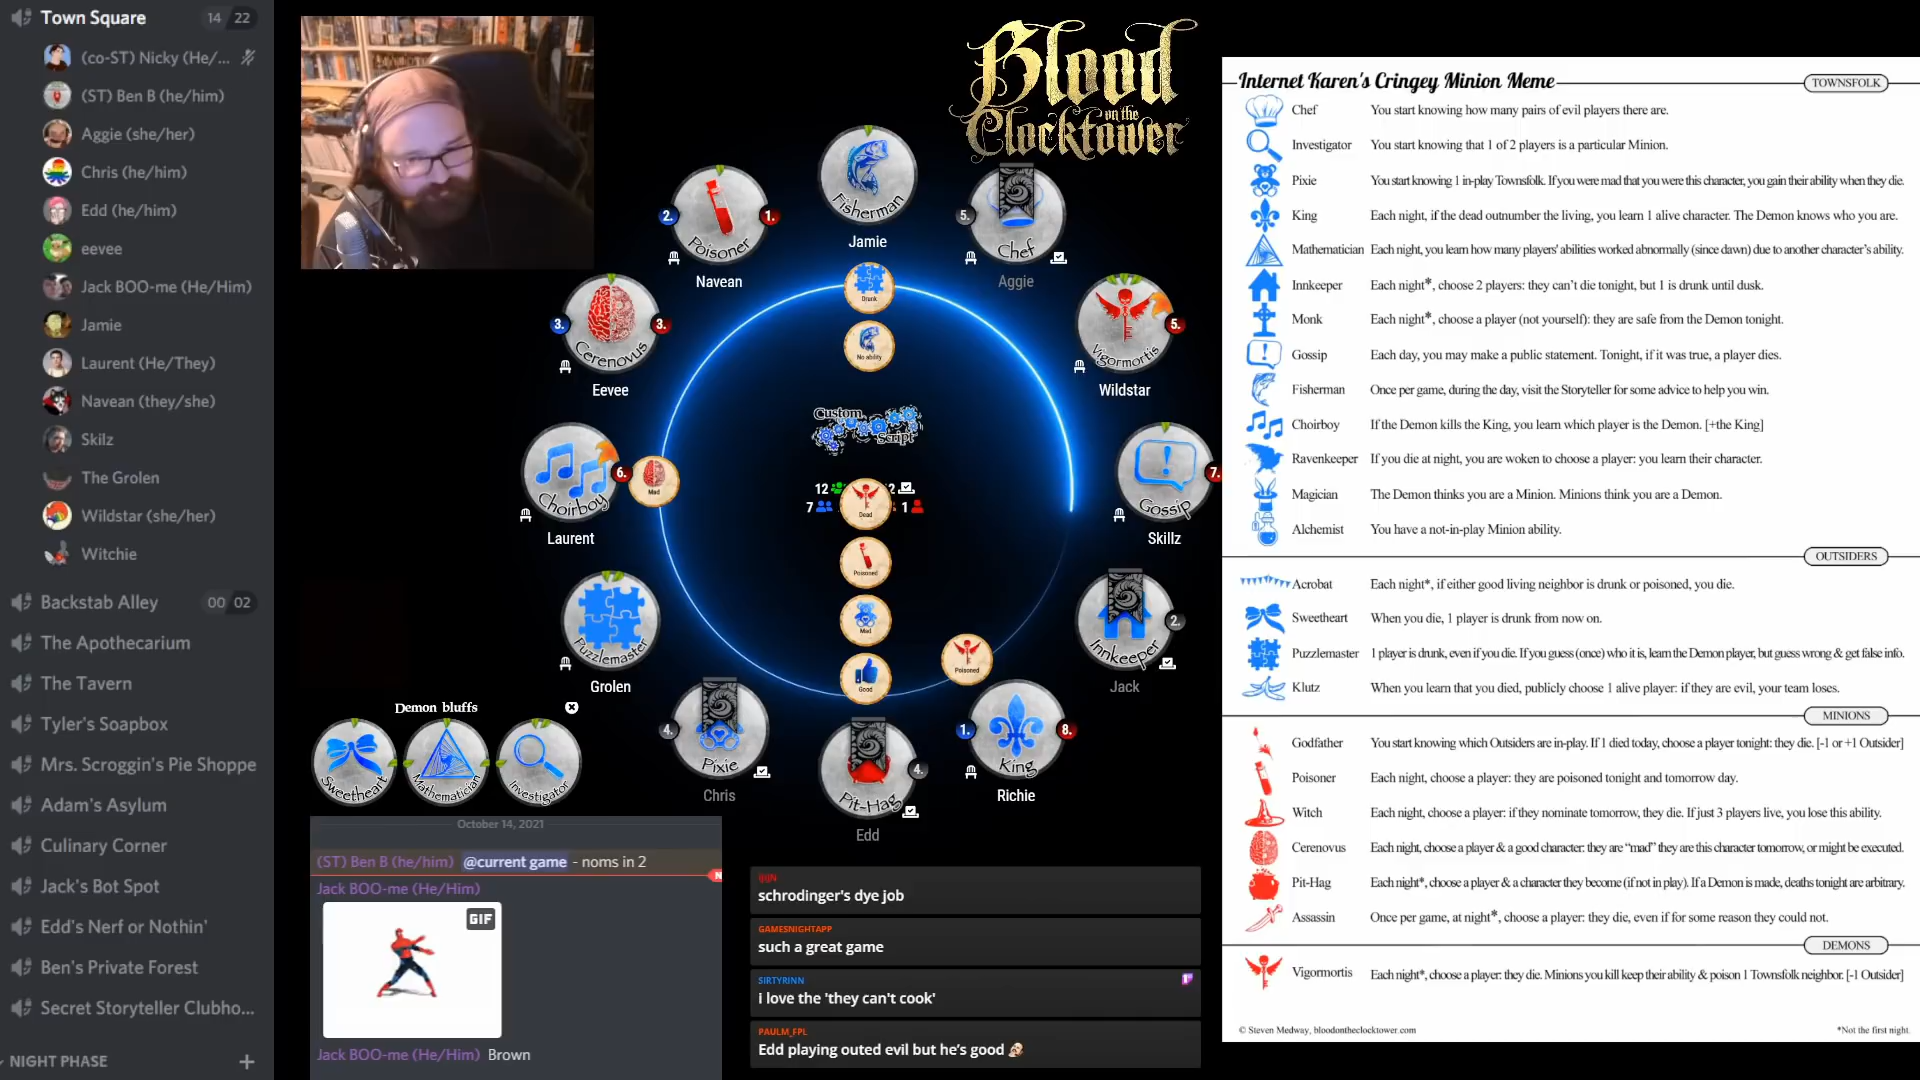 Town Square 14 22
(co-ST) Nicky (He/...
(ST) Ben B (he/him)
Aggie (she/her)
Chris (he/him)
Edd (he/him)
eevee
Jack BOO-me (He/Him)
Jamie
Laurent (He/They)
Navean (they/she)
Skilz
The Grolen
Wildstar (she/her)
Witchie
Backstab Alley 00 02
The Apothecarium
The Tavern
Tyler's Soapbox
Mrs. Scroggin's Pie Shoppe
Adam's Asylum
Culinary Corner
Jack's Bot Spot
Edd's Nerf or Nothin'
Ben's Private Forest
Secret Storyteller Clubho...
NIGHT PHASE +
Blood
on the
Clocktower
Fisherman
Jamie
Drunk
No ability
5.
Chef
Aggie
Vigormortis
5.
Wildstar
Gossip
7.
Skillz
Innkeeper
2.
Jack
Poisoned
1.
King
8.
Richie
Pit-Hag
4.
Edd
4.
Pixie
Chris
Puzzlemaster
Grolen
Choirboy
6.
Mad
Laurent
3.
Cerenovus
3.
Eevee
2.
Poisoner
1.
Navean
Custom
Script
12 2
7 1
Dead
Poisoned
Mad
Good
Demon bluffs
Sweetheart
Mathematician
Investigator
October 14, 2021
(ST) Ben B (he/him) @current game - noms in 2
Jack BOO-me (He/Him)
GIF
Jack BOO-me (He/Him) Brown
schrodinger's dye job
GAMESNIGHTAPP
such a great game
SIRTYRINN
i love the 'they can't cook'
PAULM_FPL
Edd playing outed evil but he's good
Internet Karen's Cringey Minion Meme
TOWNSFOLK
Chef You start knowing how many pairs of evil players there are.
Investigator You start knowing that 1 of 2 players is a particular Minion.
Pixie You start knowing 1 in-play Townsfolk. If you were mad that you were this character, you gain their ability when they die.
King Each night, if the dead outnumber the living, you learn 1 alive character. The Demon knows who you are.
Mathematician Each night, you learn how many players' abilities worked abnormally (since dawn) due to another character's ability.
Innkeeper Each night*, choose 2 players: they can't die tonight, but 1 is drunk until dusk.
Monk Each night*, choose a player (not yourself): they are safe from the Demon tonight.
Gossip Each day, you may make a public statement. Tonight, if it was true, a player dies.
Fisherman Once per game, during the day, visit the Storyteller for some advice to help you win.
Choirboy If the Demon kills the King, you learn which player is the Demon. [+the King]
Ravenkeeper If you die at night, you are woken to choose a player: you learn their character.
Magician The Demon thinks you are a Minion. Minions think you are a Demon.
Alchemist You have a not-in-play Minion ability.
OUTSIDERS
Acrobat Each night*, if either good living neighbor is drunk or poisoned, you die.
Sweetheart When you die, 1 player is drunk from now on.
Puzzlemaster 1 player is drunk, even if you die. If you guess (once) who it is, learn the Demon player, but guess wrong & get false info.
Klutz When you learn that you died, publicly choose 1 alive player: if they are evil, your team loses.
MINIONS
Godfather You start knowing which Outsiders are in-play. If 1 died today, choose a player tonight: they die. [-1 or +1 Outsider]
Poisoner Each night, choose a player: they are poisoned tonight and tomorrow day.
Witch Each night, choose a player: if they nominate tomorrow, they die. If just 3 players live, you lose this ability.
Cerenovus Each night, choose a player & a good character: they are "mad" they are this character tomorrow, or might be executed.
Pit-Hag Each night*, choose a player & a character they become (if not in play). If a Demon is made, deaths tonight are arbitrary.
Assassin Once per game, at night*, choose a player: they die, even if for some reason they could not.
DEMONS
Vigormortis Each night*, choose a player: they die. Minions you kill keep their ability & poison 1 Townsfolk neighbor. [-1 Outsider]
© Steven Medway, bloodontheclocktower.com
*Not the first night.